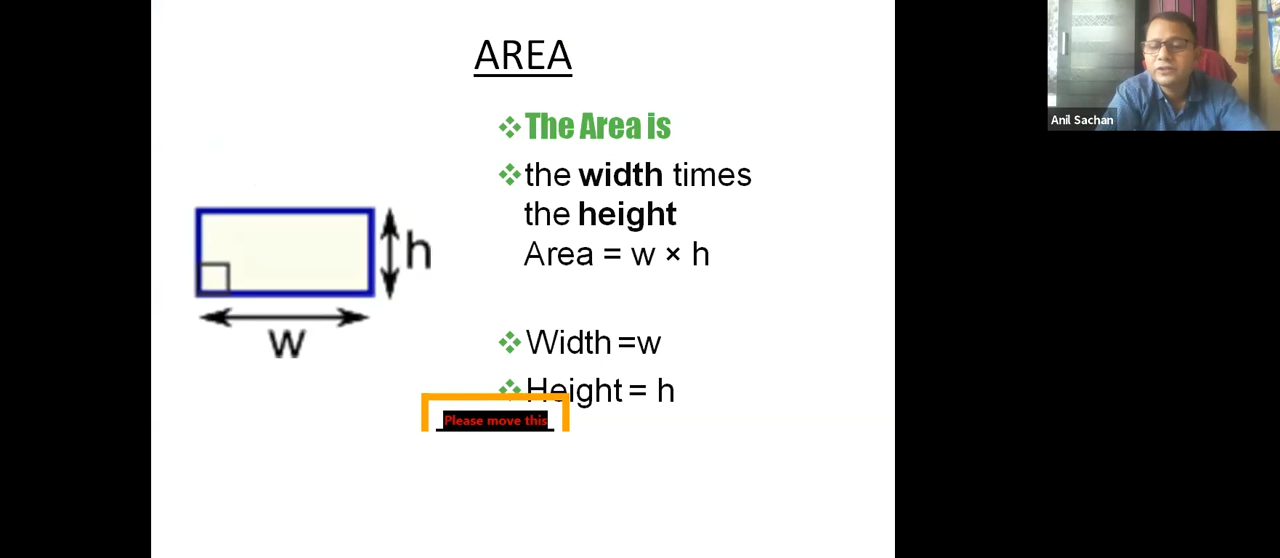 AREA
The Area is
the width times
the height
Area = w × h
h
w
Width =w
Height = h
Please move this
Anil Sachan